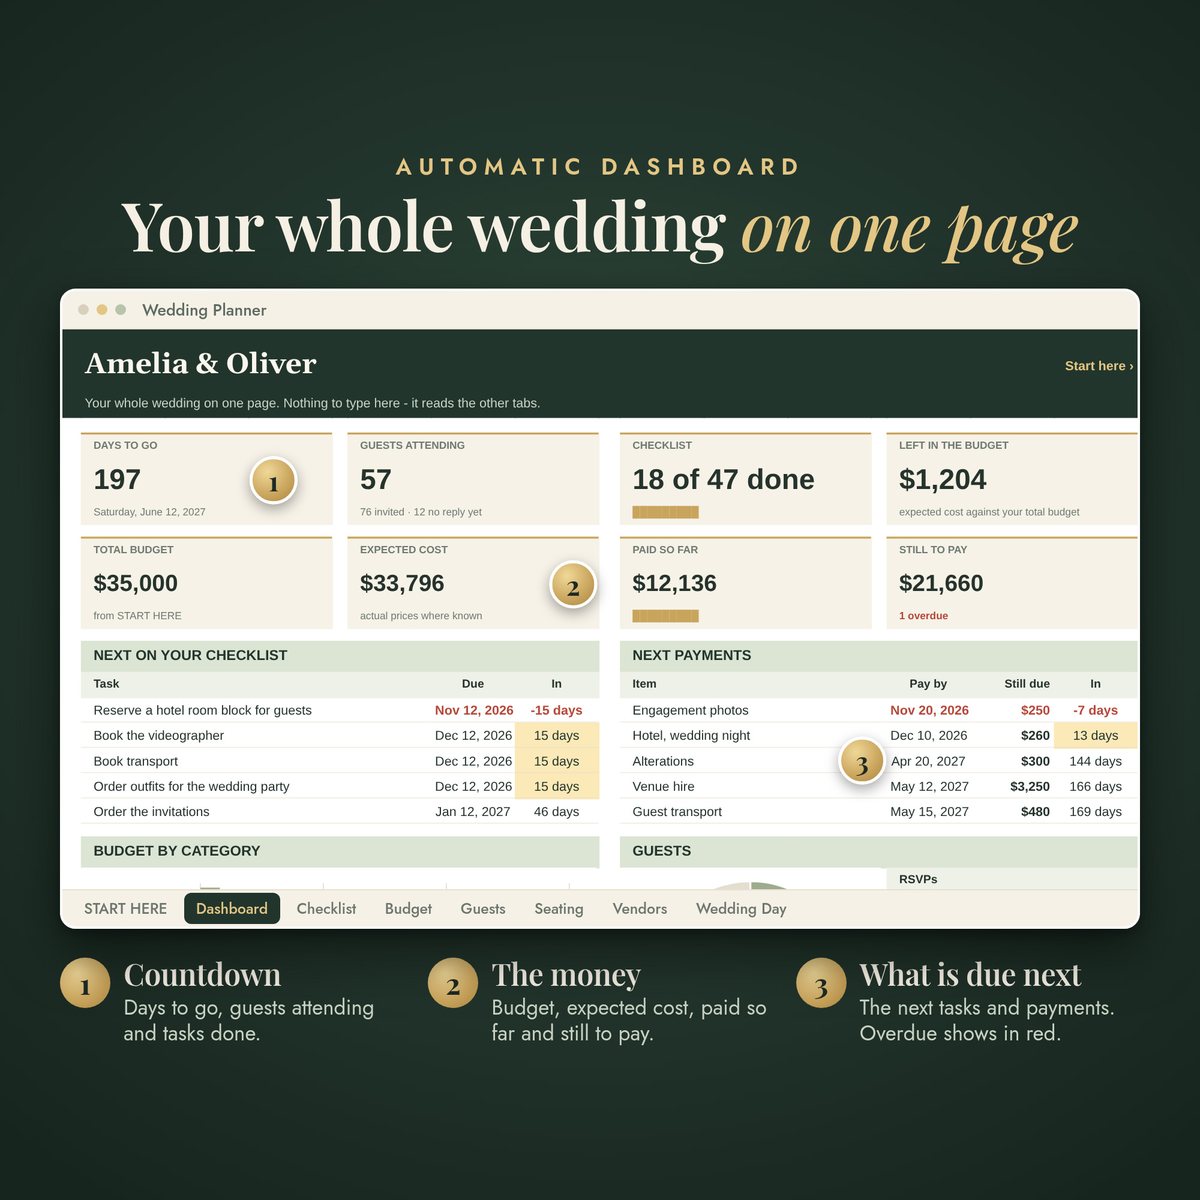 AUTOMATIC DASHBOARD
Your whole wedding on one page
Wedding Planner
Amelia & Oliver
Start here ›
Your whole wedding on one page. Nothing to type here - it reads the other tabs.
DAYS TO GO
197
1
Saturday, June 12, 2027
GUESTS ATTENDING
57
76 invited · 12 no reply yet
CHECKLIST
18 of 47 done
LEFT IN THE BUDGET
$1,204
expected cost against your total budget
TOTAL BUDGET
$35,000
from START HERE
EXPECTED COST
$33,796
2
actual prices where known
PAID SO FAR
$12,136
STILL TO PAY
$21,660
1 overdue
NEXT ON YOUR CHECKLIST
Task Due In
Reserve a hotel room block for guests Nov 12, 2026 -15 days
Book the videographer Dec 12, 2026 15 days
Book transport Dec 12, 2026 15 days
Order outfits for the wedding party Dec 12, 2026 15 days
Order the invitations Jan 12, 2027 46 days
NEXT PAYMENTS
Item Pay by Still due In
Engagement photos Nov 20, 2026 $250 -7 days
Hotel, wedding night Dec 10, 2026 $260 13 days
Alterations 3 Apr 20, 2027 $300 144 days
Venue hire May 12, 2027 $3,250 166 days
Guest transport May 15, 2027 $480 169 days
BUDGET BY CATEGORY
GUESTS
RSVPs
START HERE Dashboard Checklist Budget Guests Seating Vendors Wedding Day
1 Countdown
Days to go, guests attending
and tasks done.
2 The money
Budget, expected cost, paid so
far and still to pay.
3 What is due next
The next tasks and payments.
Overdue shows in red.